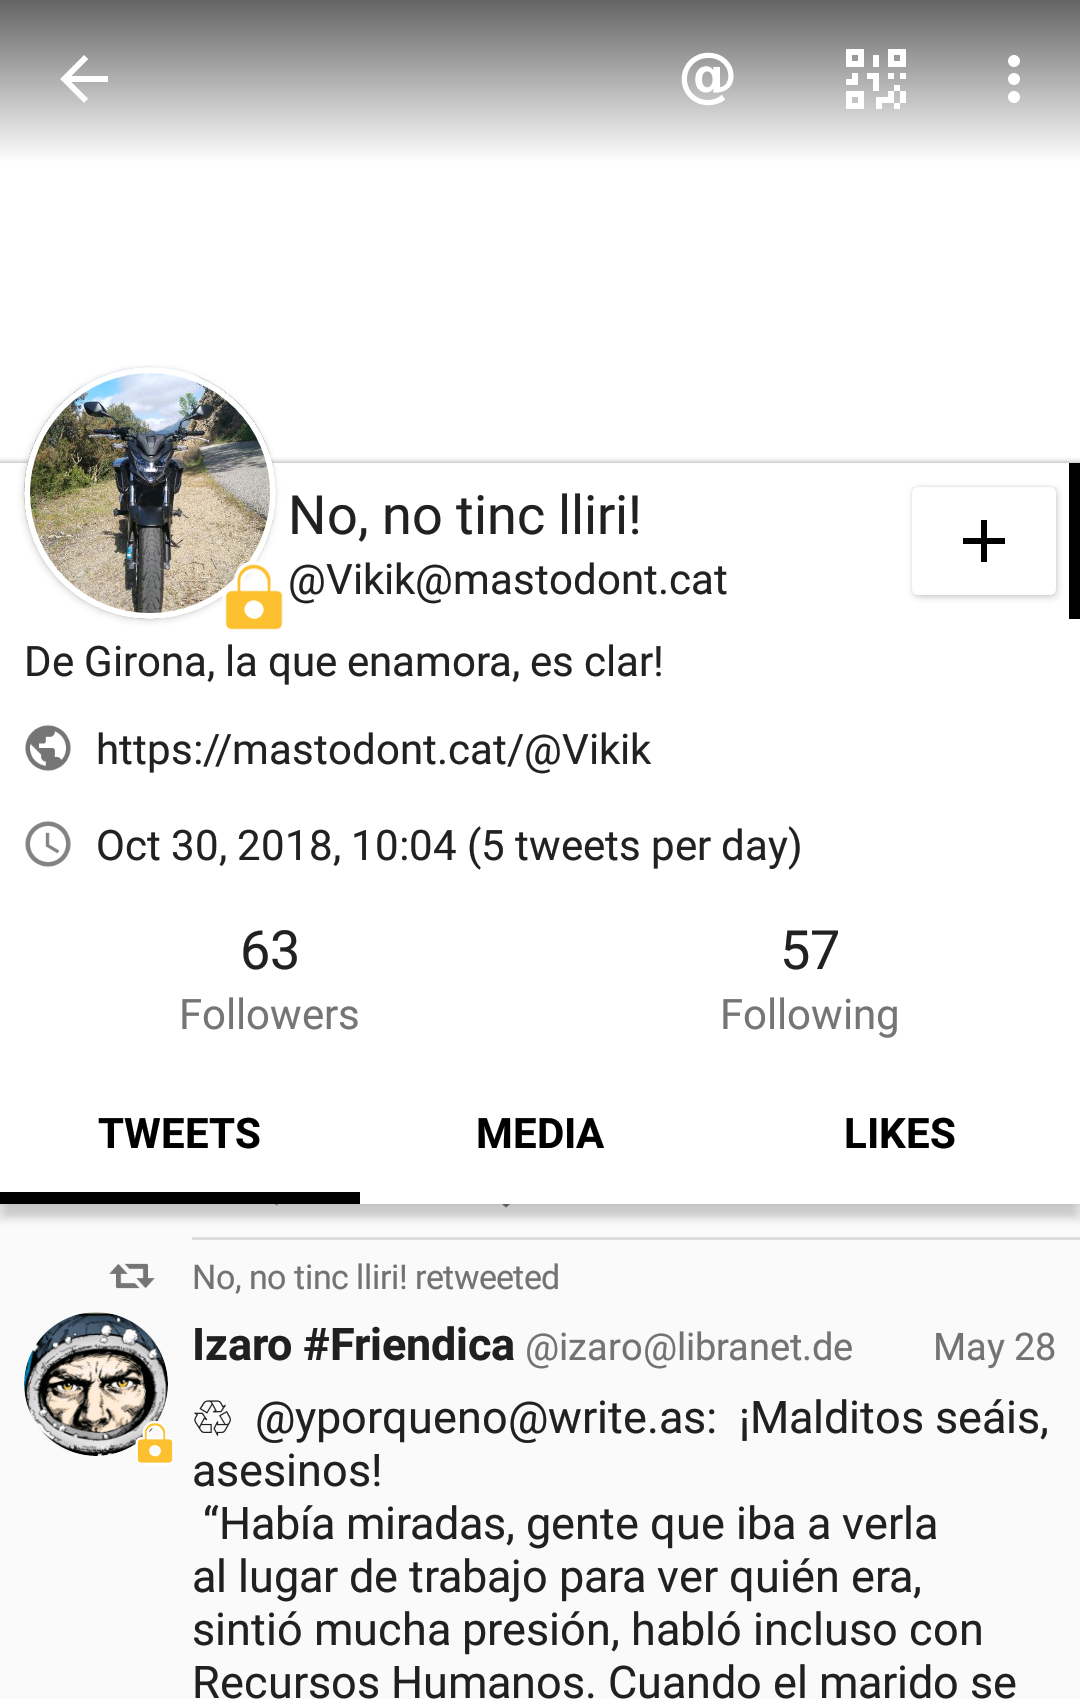 No, no tinc lliri!
@Vikik@mastodont.cat
De Girona, la que enamora, es clar!
https://mastodont.cat/@Vikik
Oct 30, 2018, 10:04 (5 tweets per day)
63
Followers
57
Following
TWEETS
MEDIA
LIKES
No, no tinc lliri! retweeted
Izaro #Friendica @izaro@libranet.de May 28
♲ @yporqueno@write.as: ¡Malditos seáis,
asesinos!
“Había miradas, gente que iba a verla
al lugar de trabajo para ver quién era,
sintió mucha presión, habló incluso con
Recursos Humanos. Cuando el marido se